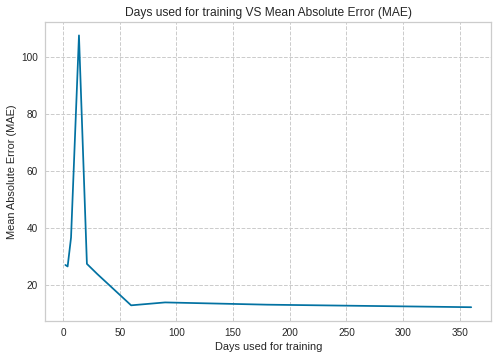 Days used for training VS Mean Absolute Error (MAE)
Mean Absolute Error (MAE)
100
80
60
40
20
0 50 100 150 200 250 300 350
Days used for training